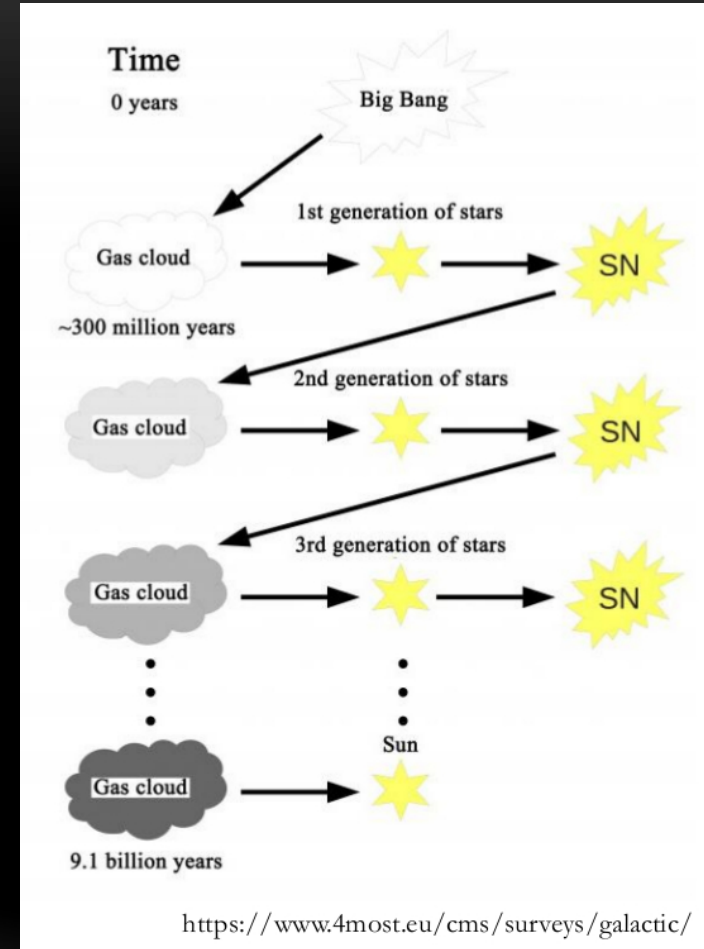 Time
0 years
Big Bang
1st generation of stars
Gas cloud
SN
~300 million years
2nd generation of stars
Gas cloud
SN
3rd generation of stars
Gas cloud
SN
Sun
Gas cloud
9.1 billion years
https://www.4most.eu/cms/surveys/galactic/